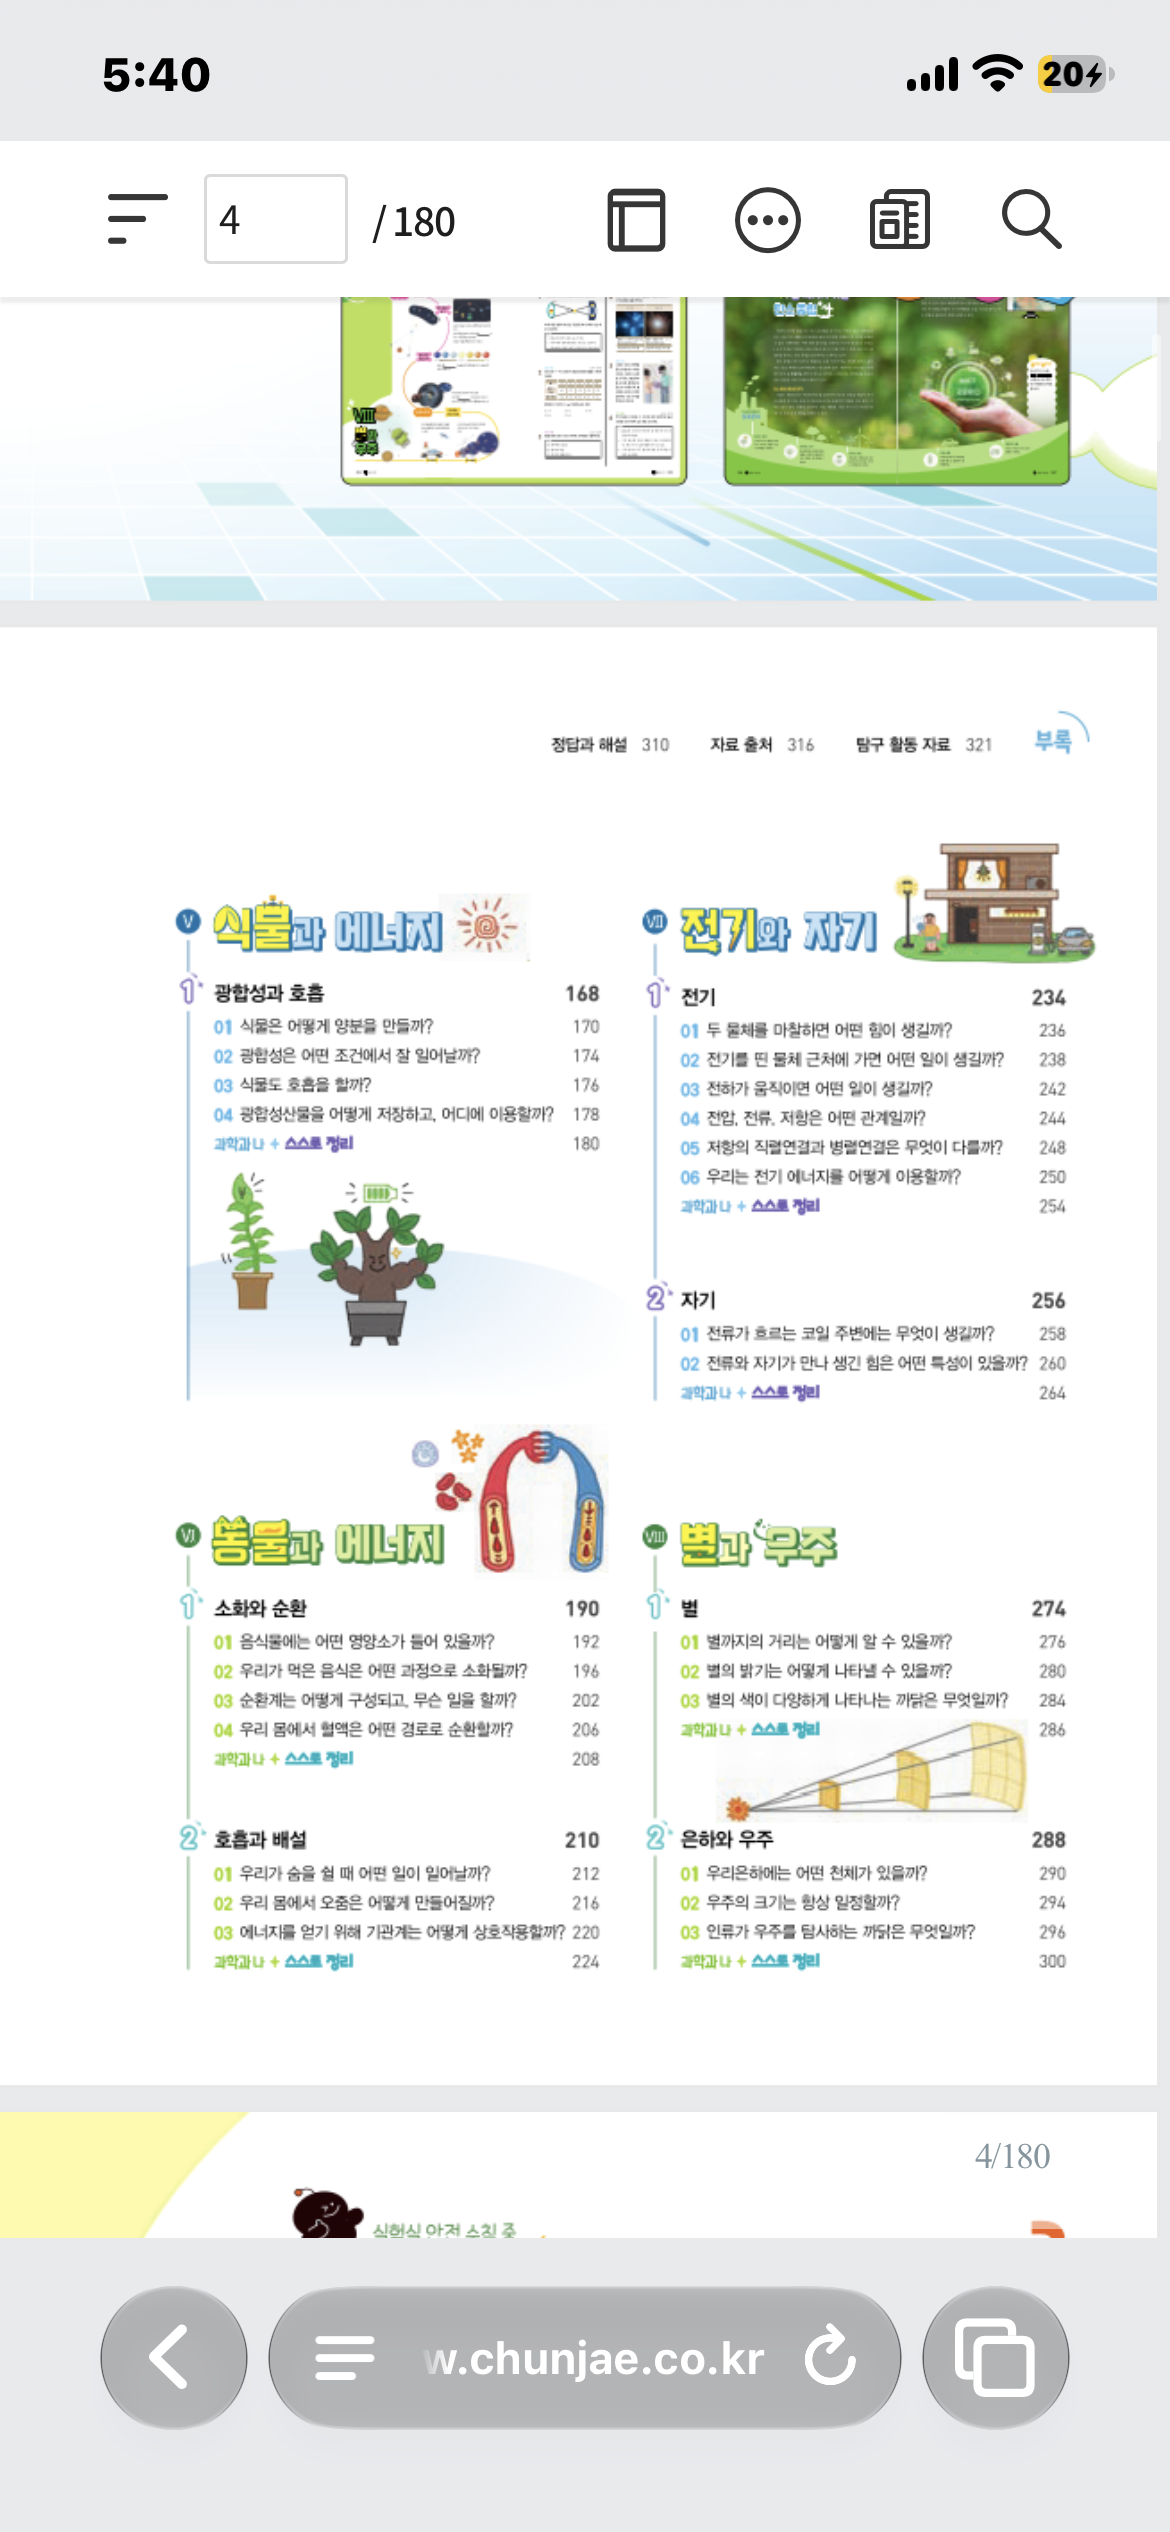 5:40
20
4
/ 180
VIII
정답과 해설 310 자료 출처 316 탐구 활동 자료 321 부록
V 식물과 에너지
1 광합성과 호흡 168
01 식물은 어떻게 양분을 만들까? 170
02 광합성은 어떤 조건에서 잘 일어날까? 174
03 식물도 호흡을 할까? 176
04 광합성산물을 어떻게 저장하고, 어디에 이용할까? 178
과학과 나 + 스스로 정리 180
VI 동물과 에너지
1 소화와 순환 190
01 음식물에는 어떤 영양소가 들어 있을까? 192
02 우리가 먹은 음식은 어떤 과정으로 소화될까? 196
03 순환계는 어떻게 구성되고, 무슨 일을 할까? 202
04 우리 몸에서 혈액은 어떤 경로로 순환할까? 206
과학과 나 + 스스로 정리 208
2 호흡과 배설 210
01 우리가 숨을 쉴 때 어떤 일이 일어날까? 212
02 우리 몸에서 오줌은 어떻게 만들어질까? 216
03 에너지를 얻기 위해 기관계는 어떻게 상호작용할까? 220
과학과 나 + 스스로 정리 224
VII 전기와 자기
1 전기 234
01 두 물체를 마찰하면 어떤 힘이 생길까? 236
02 전기를 띤 물체 근처에 가면 어떤 일이 생길까? 238
03 전하가 움직이면 어떤 일이 생길까? 242
04 전압, 전류, 저항은 어떤 관계일까? 244
05 저항의 직렬연결과 병렬연결은 무엇이 다를까? 248
06 우리는 전기 에너지를 어떻게 이용할까? 250
과학과 나 + 스스로 정리 254
2 자기 256
01 전류가 흐르는 코일 주변에는 무엇이 생길까? 258
02 전류와 자기가 만나 생긴 힘은 어떤 특성이 있을까? 260
과학과 나 + 스스로 정리 264
VIII 별과 우주
1 별 274
01 별까지의 거리는 어떻게 알 수 있을까? 276
02 별의 밝기는 어떻게 나타낼 수 있을까? 280
03 별의 색이 다양하게 나타나는 까닭은 무엇일까? 284
과학과 나 + 스스로 정리 286
2 은하와 우주 288
01 우리은하에는 어떤 천체가 있을까? 290
02 우주의 크기는 항상 일정할까? 294
03 인류가 우주를 탐사하는 까닭은 무엇일까? 296
과학과 나 + 스스로 정리 300
4/180
실험실 안전 수칙 중
w.chunjae.co.kr